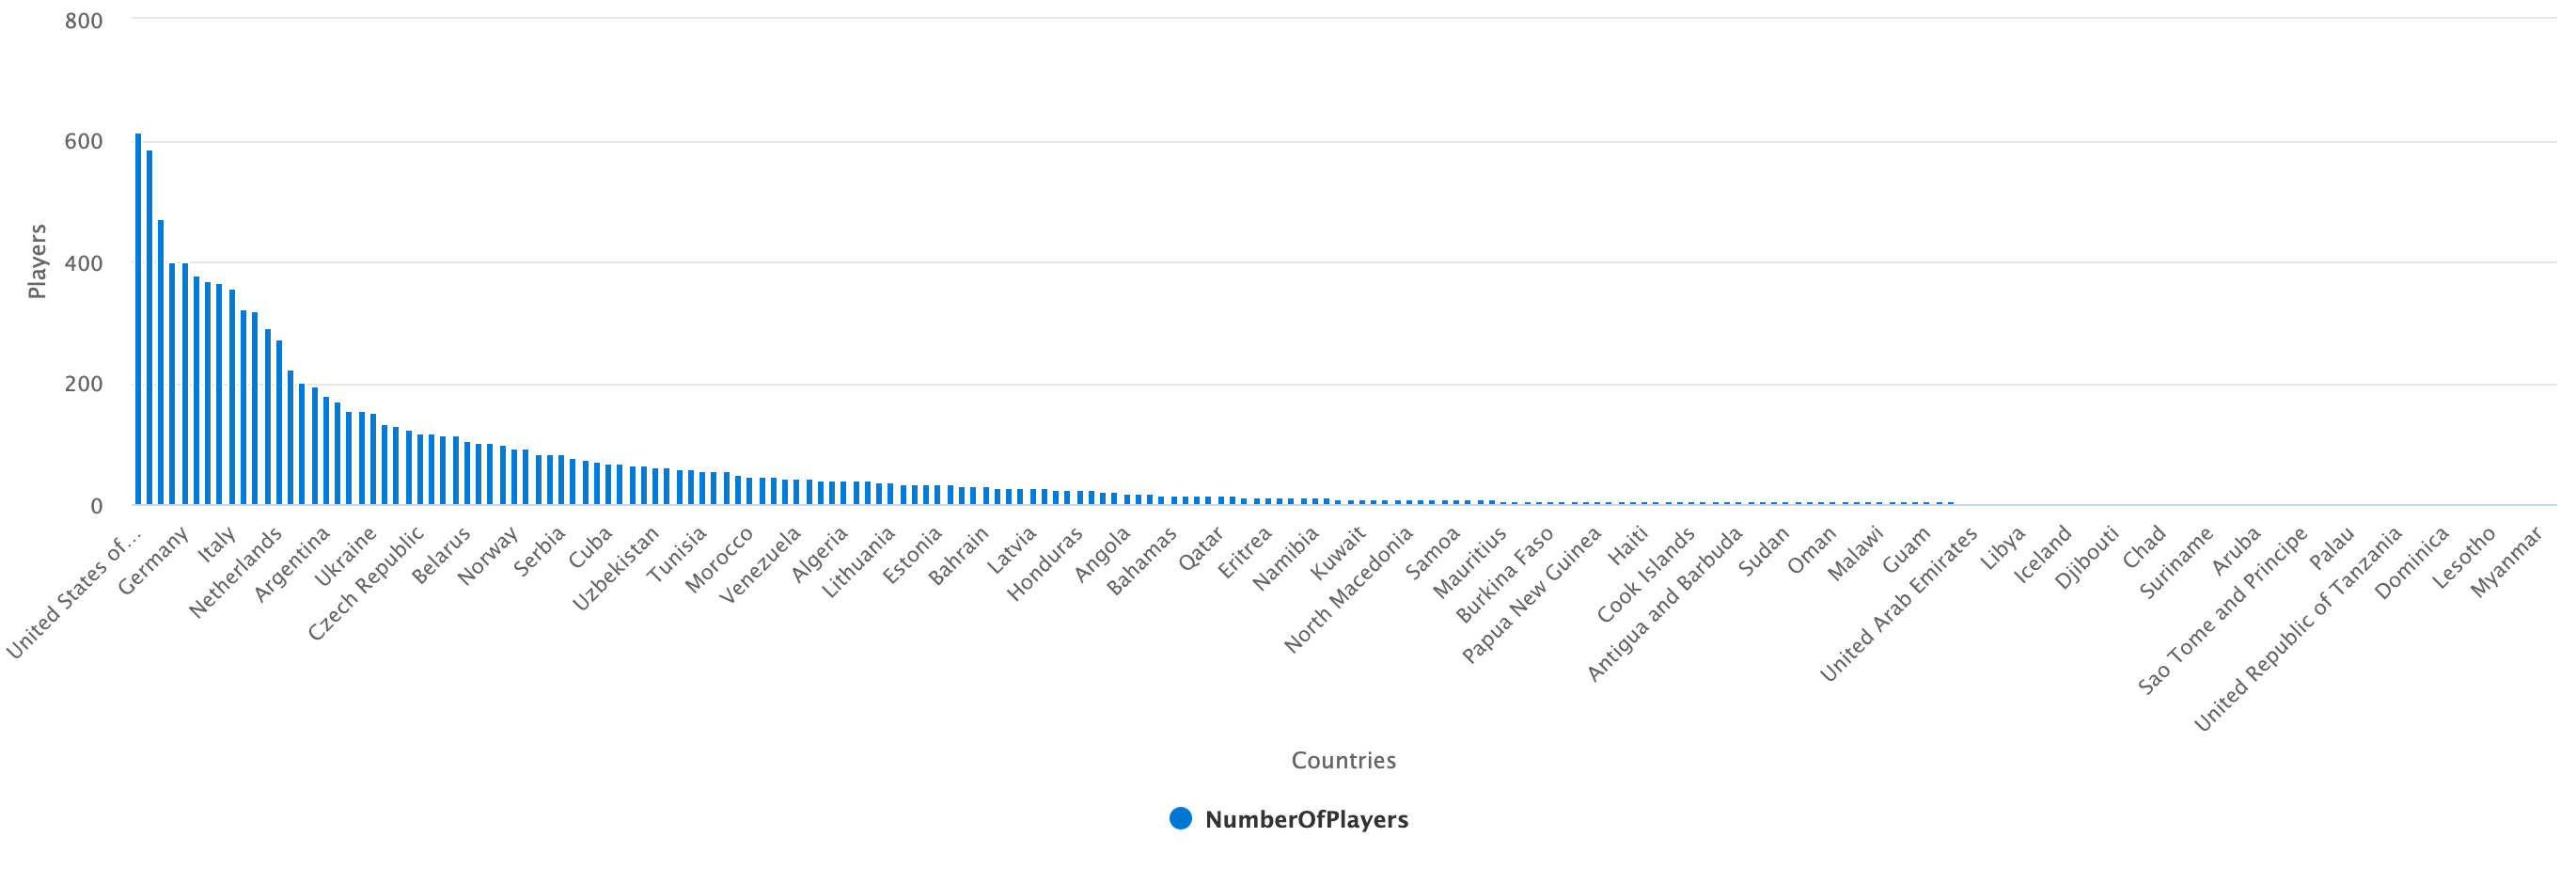 800
600
400
200
0
Players
United States of...
Germany
Italy
Netherlands
Argentina
Ukraine
Czech Republic
Belarus
Norway
Serbia
Cuba
Uzbekistan
Tunisia
Morocco
Venezuela
Algeria
Lithuania
Estonia
Bahrain
Latvia
Honduras
Angola
Bahamas
Qatar
Eritrea
Namibia
Kuwait
North Macedonia
Samoa
Mauritius
Burkina Faso
Papua New Guinea
Haiti
Cook Islands
Antigua and Barbuda
Sudan
Oman
Malawi
Guam
United Arab Emirates
Libya
Iceland
Djibouti
Chad
Suriname
Aruba
Sao Tome and Principe
Palau
United Republic of Tanzania
Dominica
Lesotho
Myanmar
Countries
NumberOfPlayers